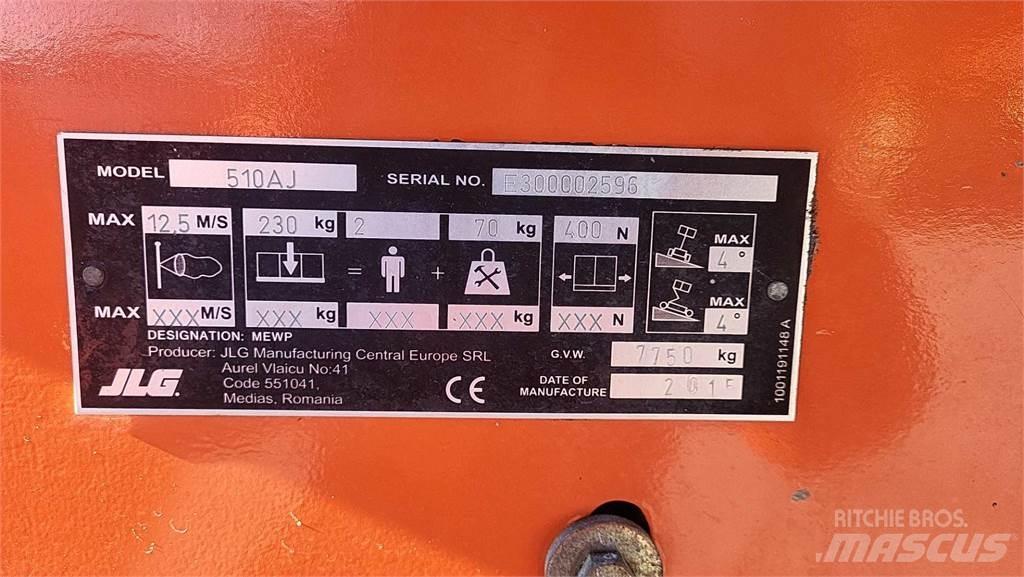 MODEL 510AJ SERIAL NO. E300002596
MAX 12,5 M/S 230 kg 2 70 kg 400 N
= +
MAX 4°
MAX 4°
MAX XXX M/S XXX kg XXX XXX kg XXX N
DESIGNATION: MEWP
Producer: JLG Manufacturing Central Europe SRL
Aurel Vlaicu No:41
Code 551041,
Medias, Romania
JLG.
CE
G.V.W. 7750 kg
DATE OF
MANUFACTURE
1001191148 A
RITCHIE BROS.
MASCUS